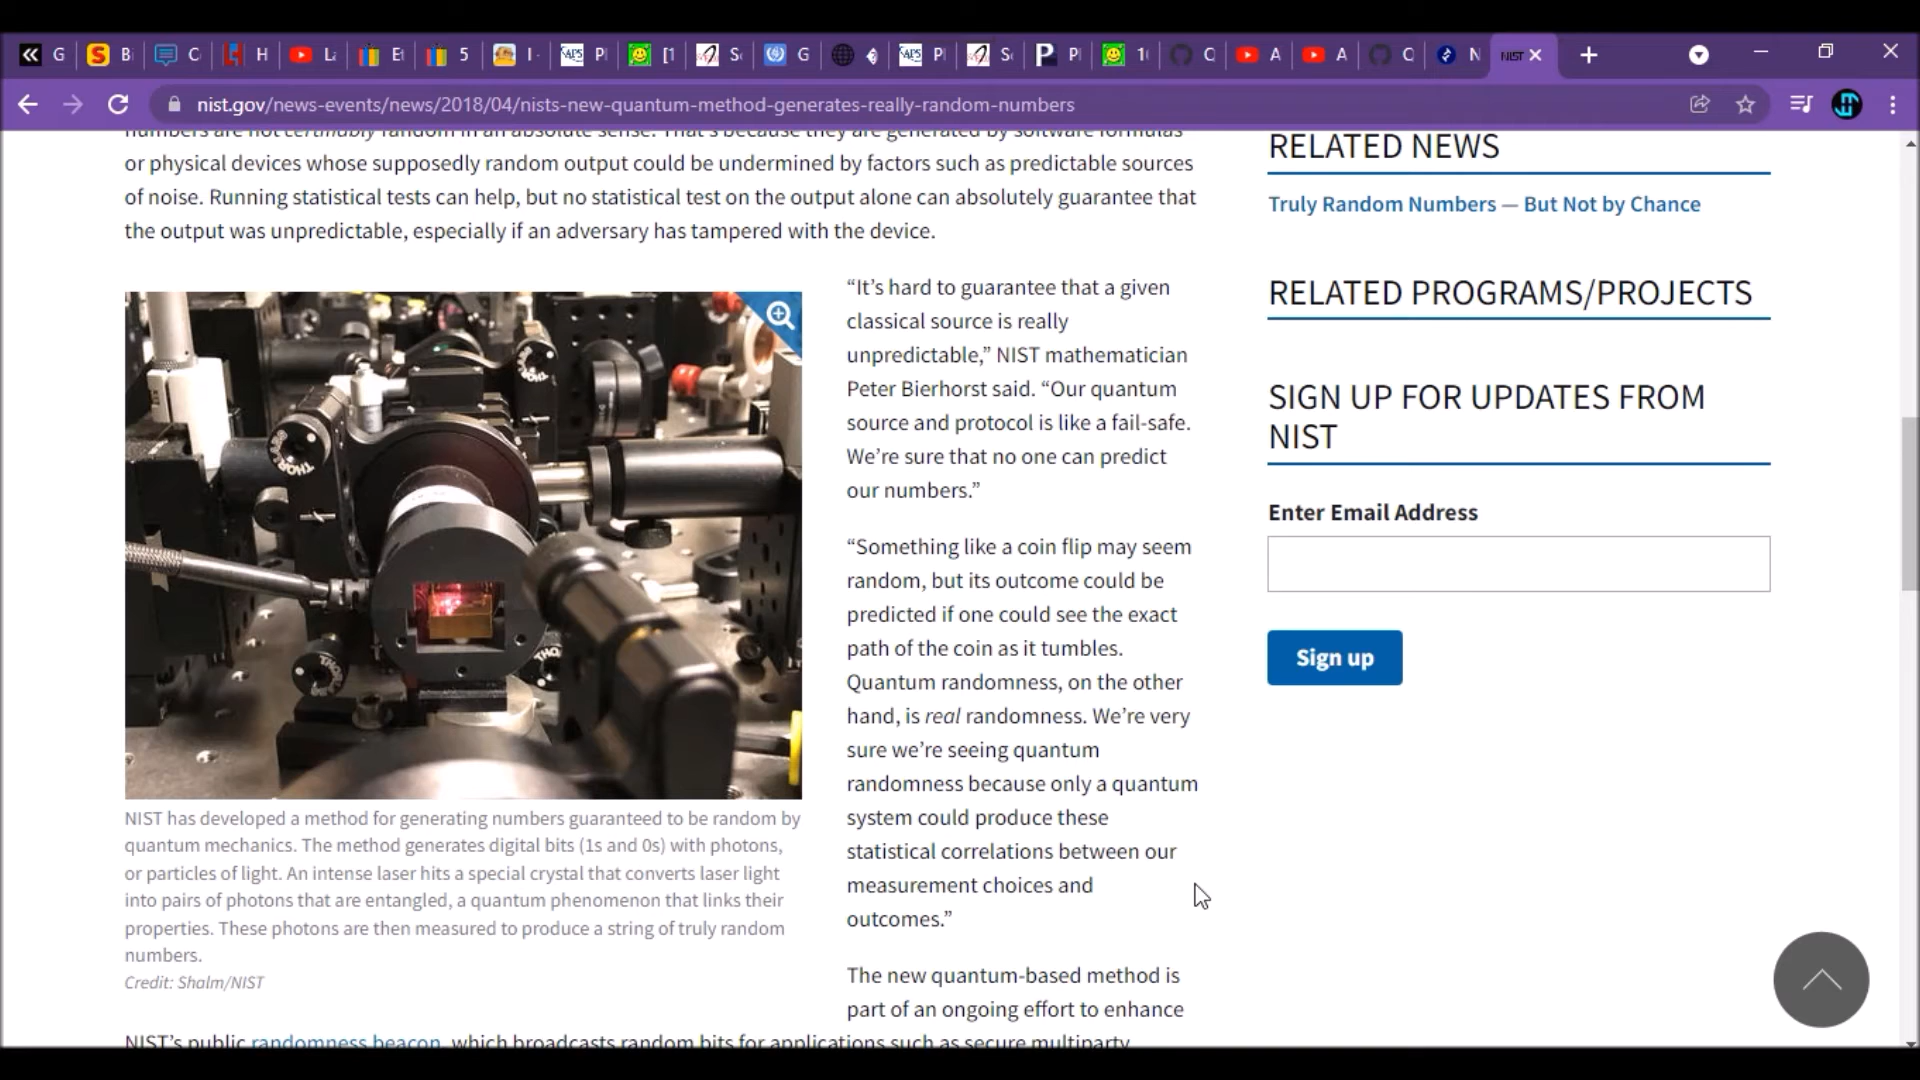 G
B
C
H
L
E
5
I
P
[1
S
G
P
S
P
1
C
A
A
C
N
NIST
nist.gov/news-events/news/2018/04/nists-new-quantum-method-generates-really-random-numbers
numbers are not certifiably random in an absolute sense. That's because they are generated by software formulas
or physical devices whose supposedly random output could be undermined by factors such as predictable sources
of noise. Running statistical tests can help, but no statistical test on the output alone can absolutely guarantee that
the output was unpredictable, especially if an adversary has tampered with the device.
“It’s hard to guarantee that a given
classical source is really
unpredictable,” NIST mathematician
Peter Bierhorst said. “Our quantum
source and protocol is like a fail-safe.
We’re sure that no one can predict
our numbers.”
“Something like a coin flip may seem
random, but its outcome could be
predicted if one could see the exact
path of the coin as it tumbles.
Quantum randomness, on the other
hand, is real randomness. We’re very
sure we’re seeing quantum
randomness because only a quantum
system could produce these
statistical correlations between our
measurement choices and
outcomes.”
The new quantum-based method is
part of an ongoing effort to enhance
NIST’s public randomness beacon, which broadcasts random bits for applications such as secure multiparty
THORLABS
NIST has developed a method for generating numbers guaranteed to be random by
quantum mechanics. The method generates digital bits (1s and 0s) with photons,
or particles of light. An intense laser hits a special crystal that converts laser light
into pairs of photons that are entangled, a quantum phenomenon that links their
properties. These photons are then measured to produce a string of truly random
numbers.
Credit: Shalm/NIST
RELATED NEWS
Truly Random Numbers — But Not by Chance
RELATED PROGRAMS/PROJECTS
SIGN UP FOR UPDATES FROM
NIST
Enter Email Address
Sign up